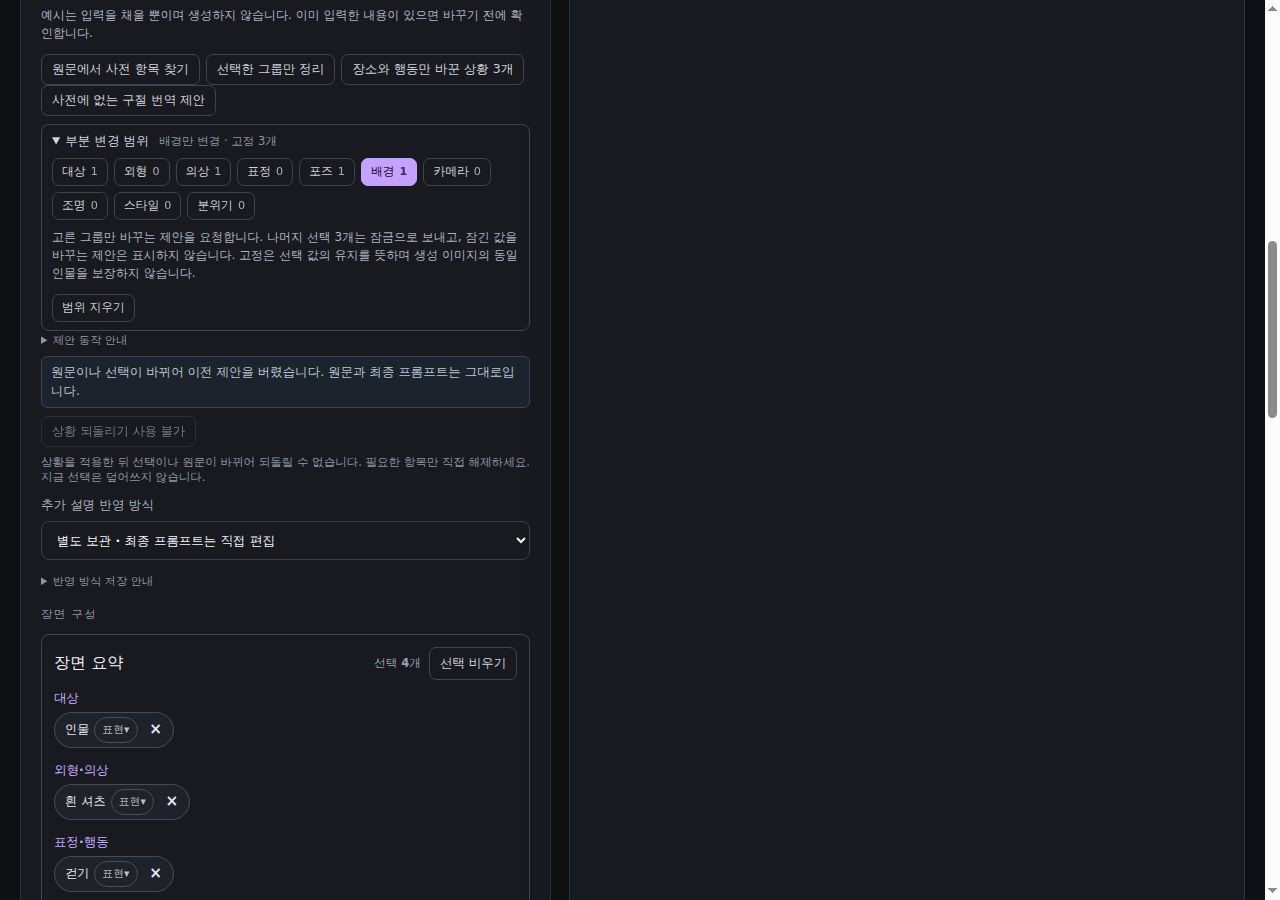 예시는 입력을 채울 뿐이며 생성하지 않습니다. 이미 입력한 내용이 있으면 바꾸기 전에 확
인합니다.
원문에서 사전 항목 찾기 선택한 그룹만 정리 장소와 행동만 바꾼 상황 3개
사전에 없는 구절 번역 제안
▼ 부분 변경 범위 배경만 변경 · 고정 3개
대상 1 외형 0 의상 1 표정 0 포즈 1 배경 1 카메라 0
조명 0 스타일 0 분위기 0
고른 그룹만 바꾸는 제안을 요청합니다. 나머지 선택 3개는 잠금으로 보내고, 잠긴 값을
바꾸는 제안은 표시하지 않습니다. 고정은 선택 값의 유지를 뜻하며 생성 이미지의 동일
인물을 보장하지 않습니다.
범위 지우기
▶ 제안 동작 안내
원문이나 선택이 바뀌어 이전 제안을 버렸습니다. 원문과 최종 프롬프트는 그대로입
니다.
상황 되돌리기 사용 불가
상황을 적용한 뒤 선택이나 원문이 바뀌어 되돌릴 수 없습니다. 필요한 항목만 직접 해제하세요.
지금 선택은 덮어쓰지 않습니다.
추가 설명 반영 방식
별도 보관 · 최종 프롬프트는 직접 편집
▶ 반영 방식 저장 안내
장면 구성
장면 요약 선택 4개 선택 비우기
대상
인물 표현▾ ×
외형·의상
흰 셔츠 표현▾ ×
표정·행동
걷기 표현▾ ×